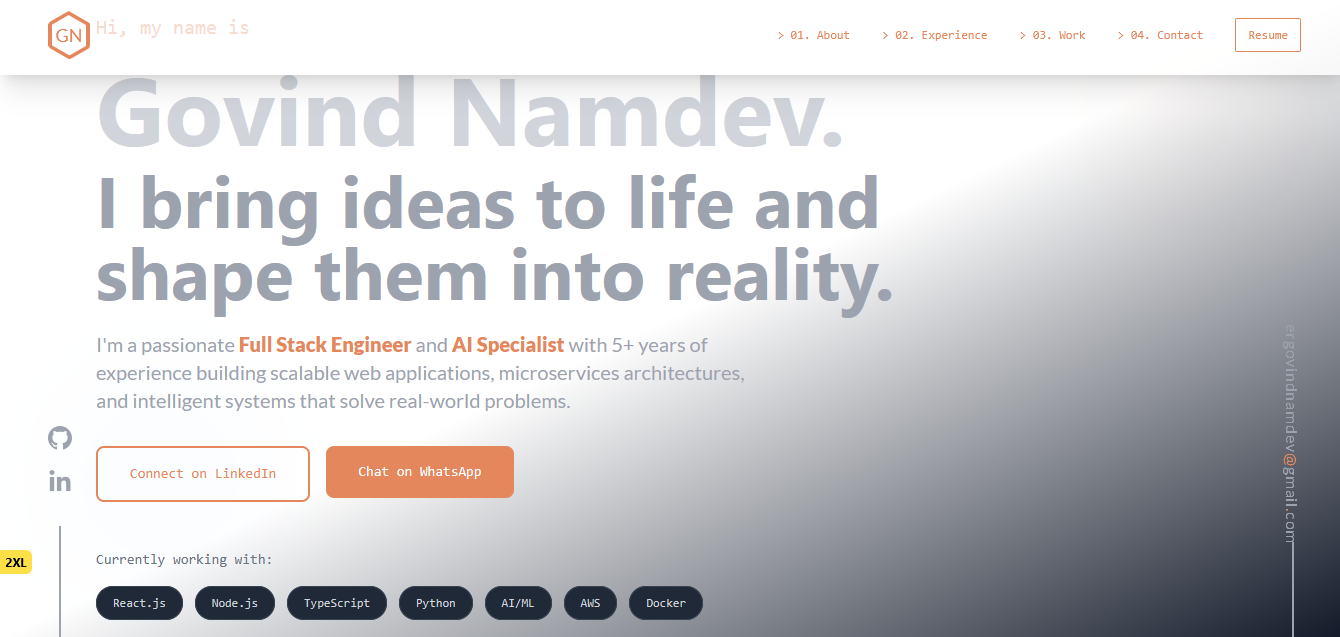 GN
Hi, my name is
> 01. About
> 02. Experience
> 03. Work
> 04. Contact
Resume
Govind Namdev.
I bring ideas to life and
shape them into reality.
I'm a passionate Full Stack Engineer and AI Specialist with 5+ years of
experience building scalable web applications, microservices architectures,
and intelligent systems that solve real-world problems.
Connect on LinkedIn
Chat on WhatsApp
in
2XL
Currently working with:
React.js
Node.js
TypeScript
Python
AI/ML
AWS
Docker
ergovindnamdev@gmail.com